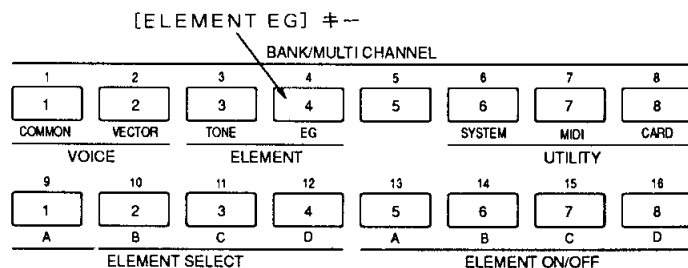 [ELEMENT EG] キー
BANK/MULTI CHANNEL
1 2 3 4 5 6 7 8
1 2 3 4 5 6 7 8
COMMON VECTOR TONE EG SYSTEM MIDI CARD
VOICE ELEMENT UTILITY
9 10 11 12 13 14 15 16
1 2 3 4 5 6 7 8
A B C D A B C D
ELEMENT SELECT ELEMENT ON/OFF